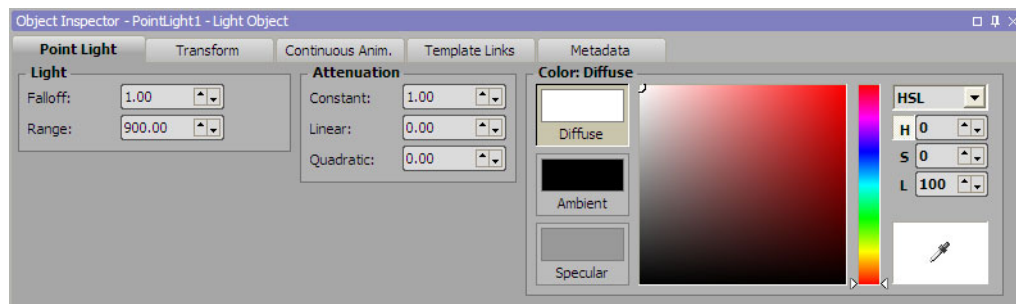 Object Inspector - PointLight1 - Light Object
Point Light Transform Continuous Anim. Template Links Metadata
Light
Falloff: 1.00
Range: 900.00
Attenuation
Constant: 1.00
Linear: 0.00
Quadratic: 0.00
Color: Diffuse
Diffuse
Ambient
Specular
HSL
H 0
S 0
L 100